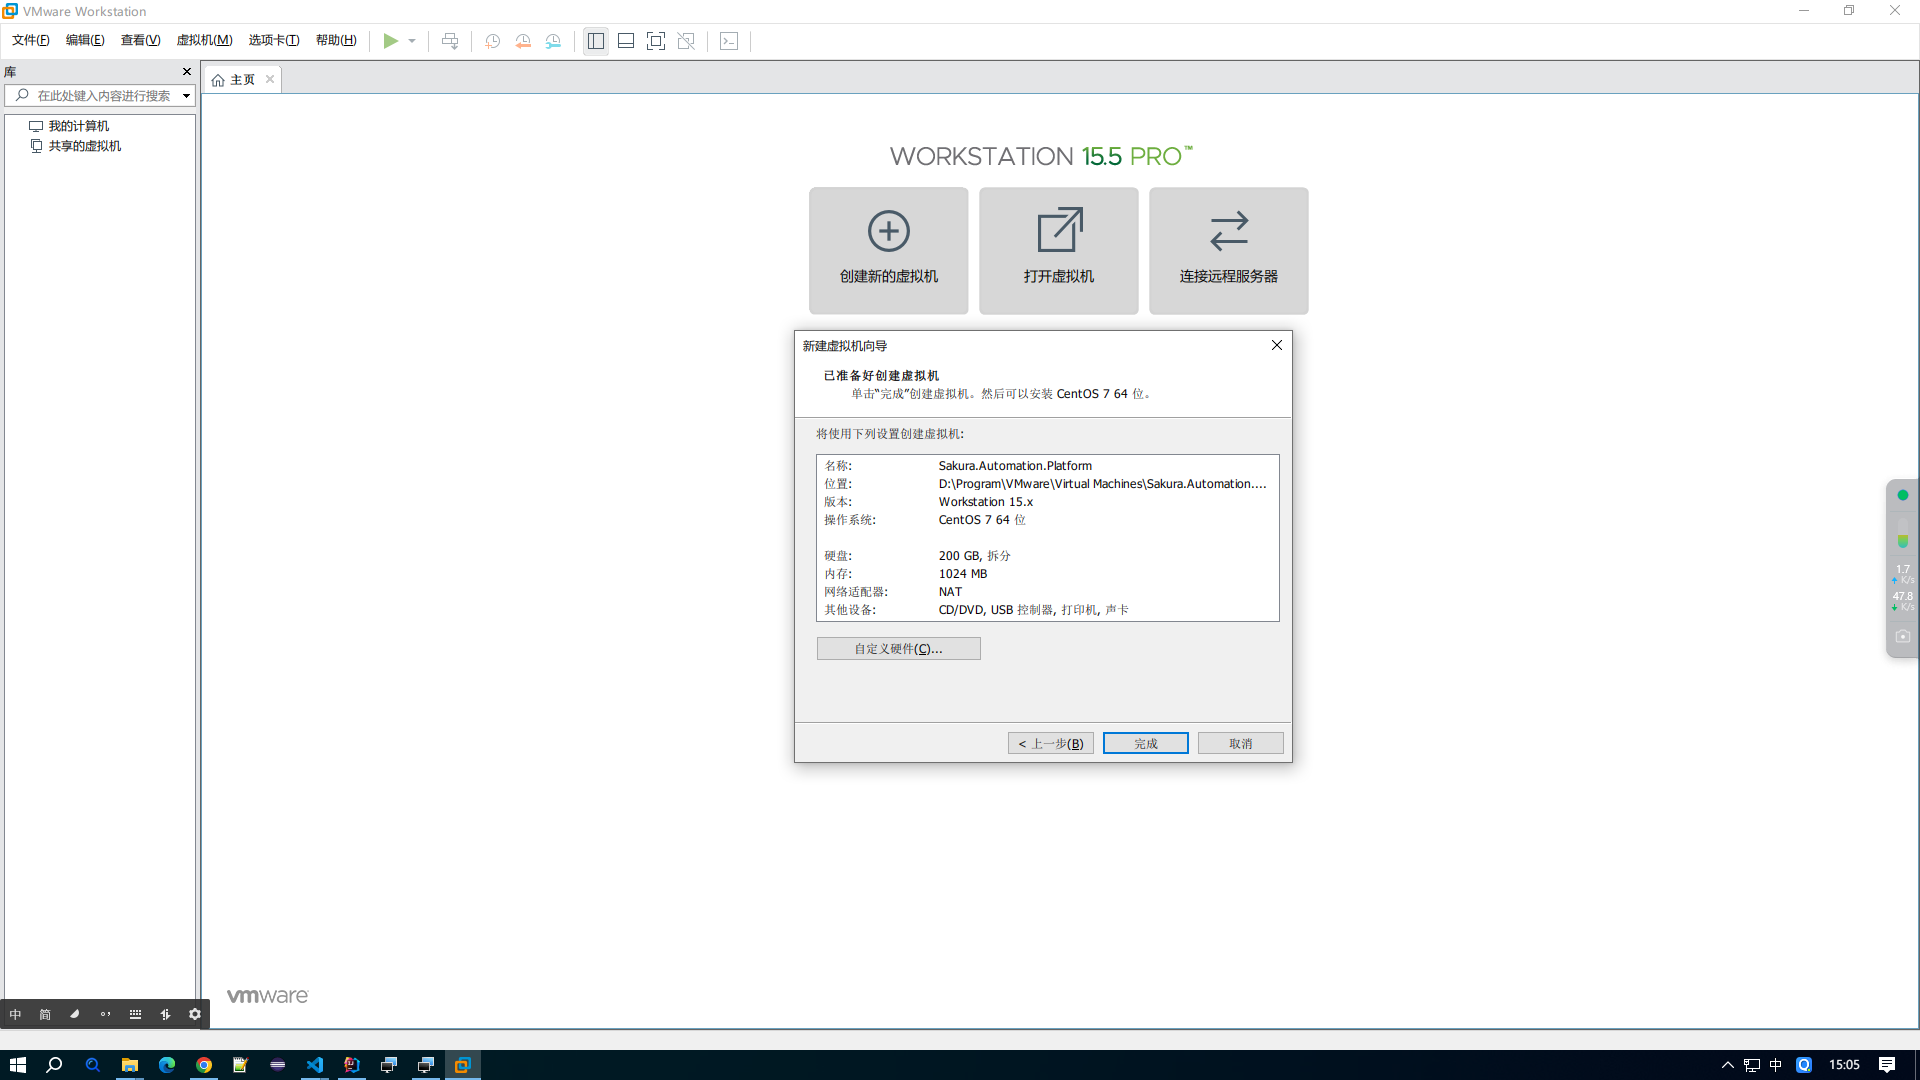 VMware Workstation
文件(F) 编辑(E) 查看(V) 虚拟机(M) 选项卡(T) 帮助(H)
库
主页
在此处键入内容进行搜索
我的计算机
共享的虚拟机
WORKSTATION 15.5 PRO™
创建新的虚拟机
打开虚拟机
连接远程服务器
新建虚拟机向导
已准备好创建虚拟机
单击“完成”创建虚拟机。然后可以安装 CentOS 7 64 位。
将使用下列设置创建虚拟机:
名称: Sakura.Automation.Platform
位置: D:\Program\VMware\Virtual Machines\Sakura.Automation....
版本: Workstation 15.x
操作系统: CentOS 7 64 位
硬盘: 200 GB, 拆分
内存: 1024 MB
网络适配器: NAT
其他设备: CD/DVD, USB 控制器, 打印机, 声卡
自定义硬件(C)...
< 上一步(B) 完成 取消
1.7
K/s
47.8
K/s
vmware
中 简
中 15:05